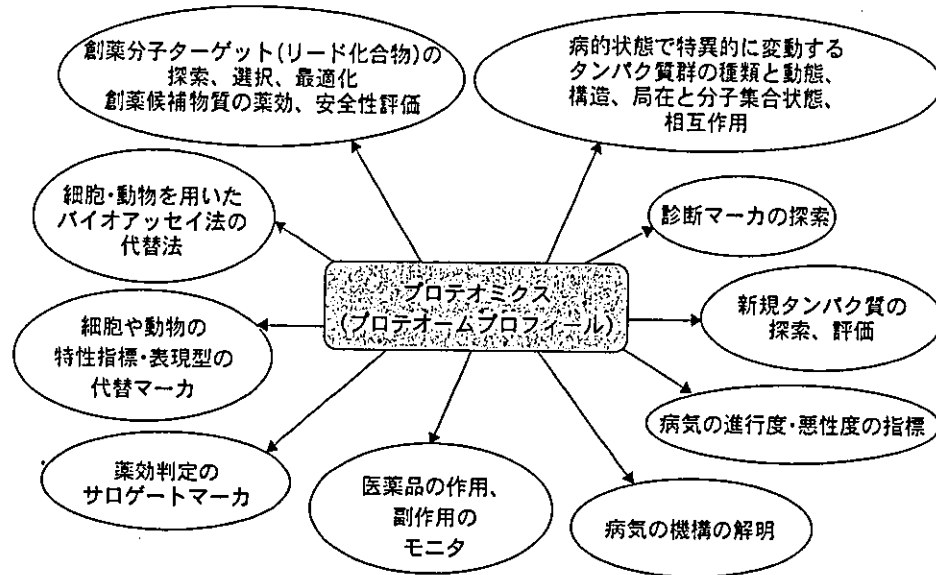 創薬分子ターゲット(リード化合物)の
探索、選択、最適化
創薬候補物質の薬効、安全性評価
病的状態で特異的に変動する
タンパク質群の種類と動態、
構造、局在と分子集合状態、
相互作用
細胞・動物を用いた
バイオアッセイ法の
代替法
診断マーカの探索
プロテオミクス
(プロテオームプロフィール)
新規タンパク質の
探索、評価
細胞や動物の
特性指標・表現型の
代替マーカ
病気の進行度・悪性度の指標
薬効判定の
サロゲートマーカ
医薬品の作用、
副作用の
モニタ
病気の機構の解明